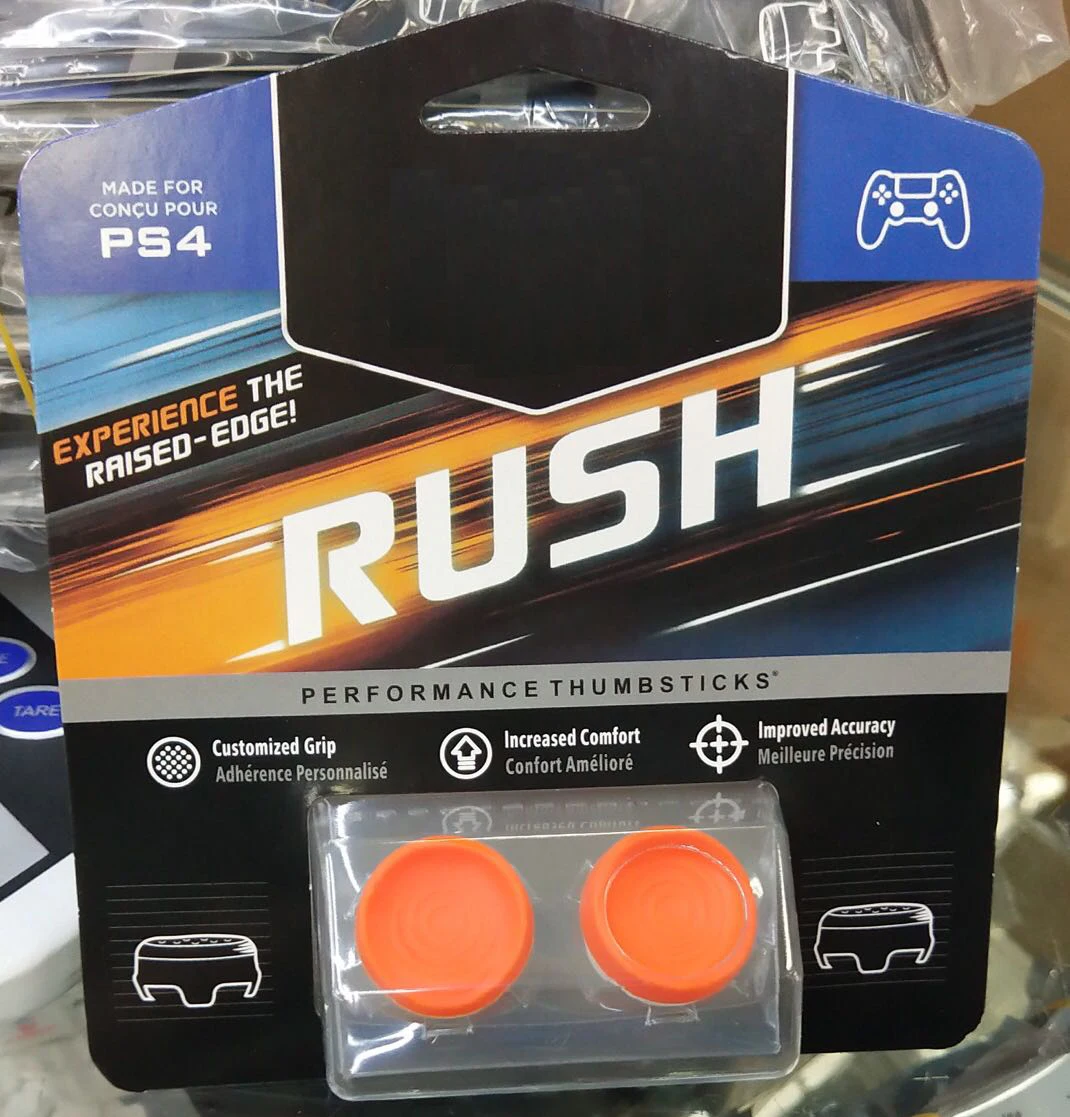 MADE FOR
CONÇU POUR
PS4
EXPERIENCE THE
RAISED-EDGE!
RUSH
PERFORMANCE THUMBSTICKS®
Customized Grip
Adhérence Personnalisé
Increased Comfort
Confort Amélioré
Improved Accuracy
Meilleure Précision
TARE